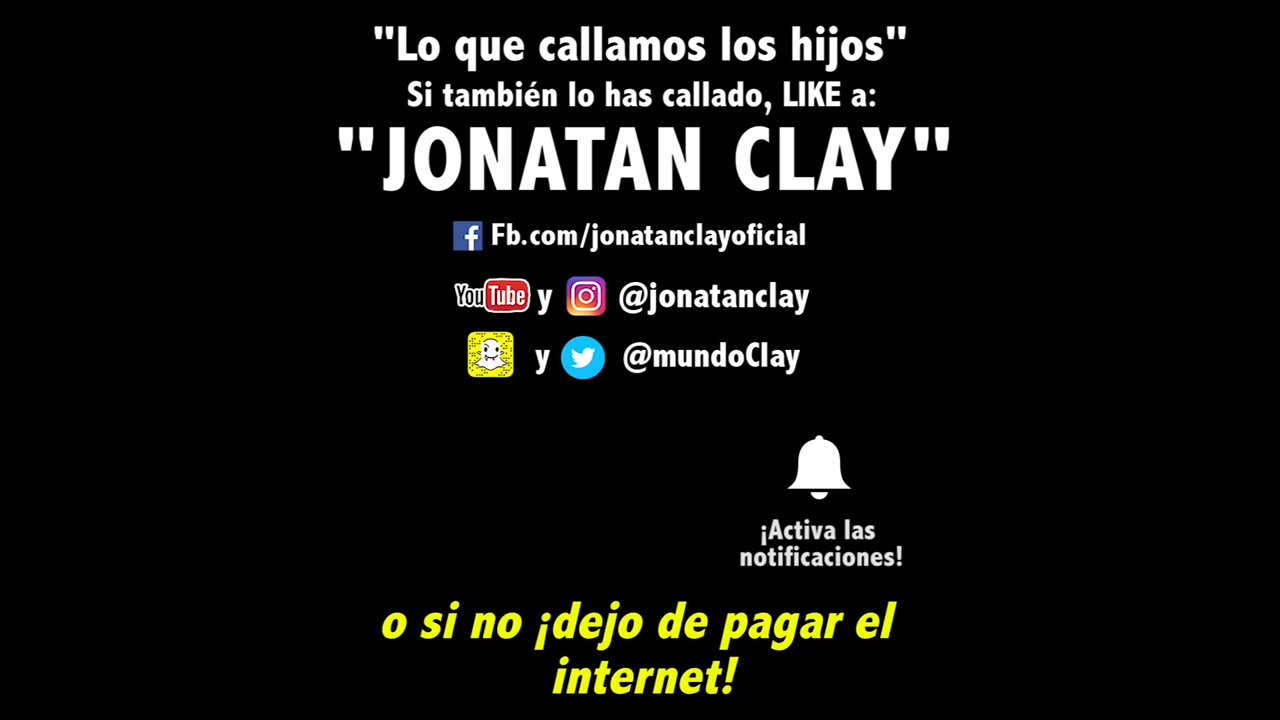 "Lo que callamos los hijos"
Si también lo has callado, LIKE a:
"JONATAN CLAY"
f Fb.com/jonatanclayoficial
YouTube y @jonatanclay
y @mundoClay
¡Activa las
notificaciones!
o si no ¡dejo de pagar el
internet!